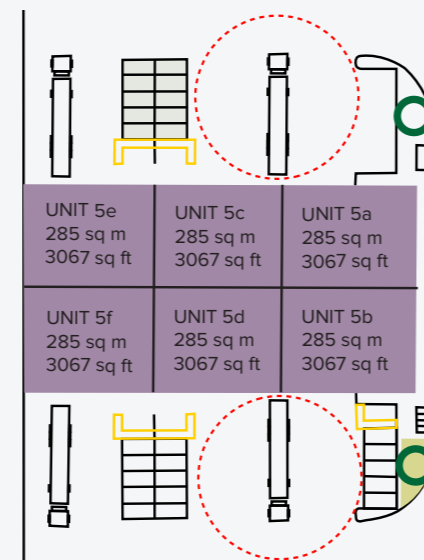 UNIT 5e
285 sq m
3067 sq ft
UNIT 5c
285 sq m
3067 sq ft
UNIT 5a
285 sq m
3067 sq ft
UNIT 5f
285 sq m
3067 sq ft
UNIT 5d
285 sq m
3067 sq ft
UNIT 5b
285 sq m
3067 sq ft